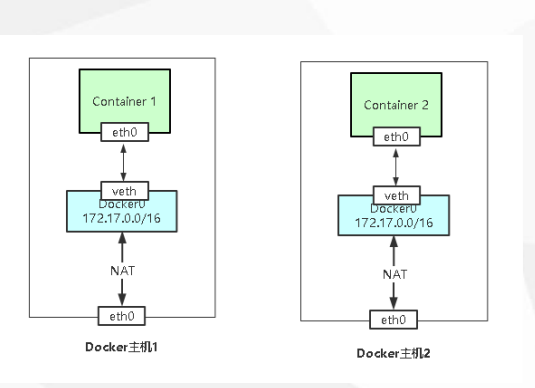 Container 1
eth0
veth
Docker0
172.17.0.0/16
NAT
eth0
Docker主机1
Container 2
eth0
veth
Docker0
172.17.0.0/16
NAT
eth0
Docker主机2